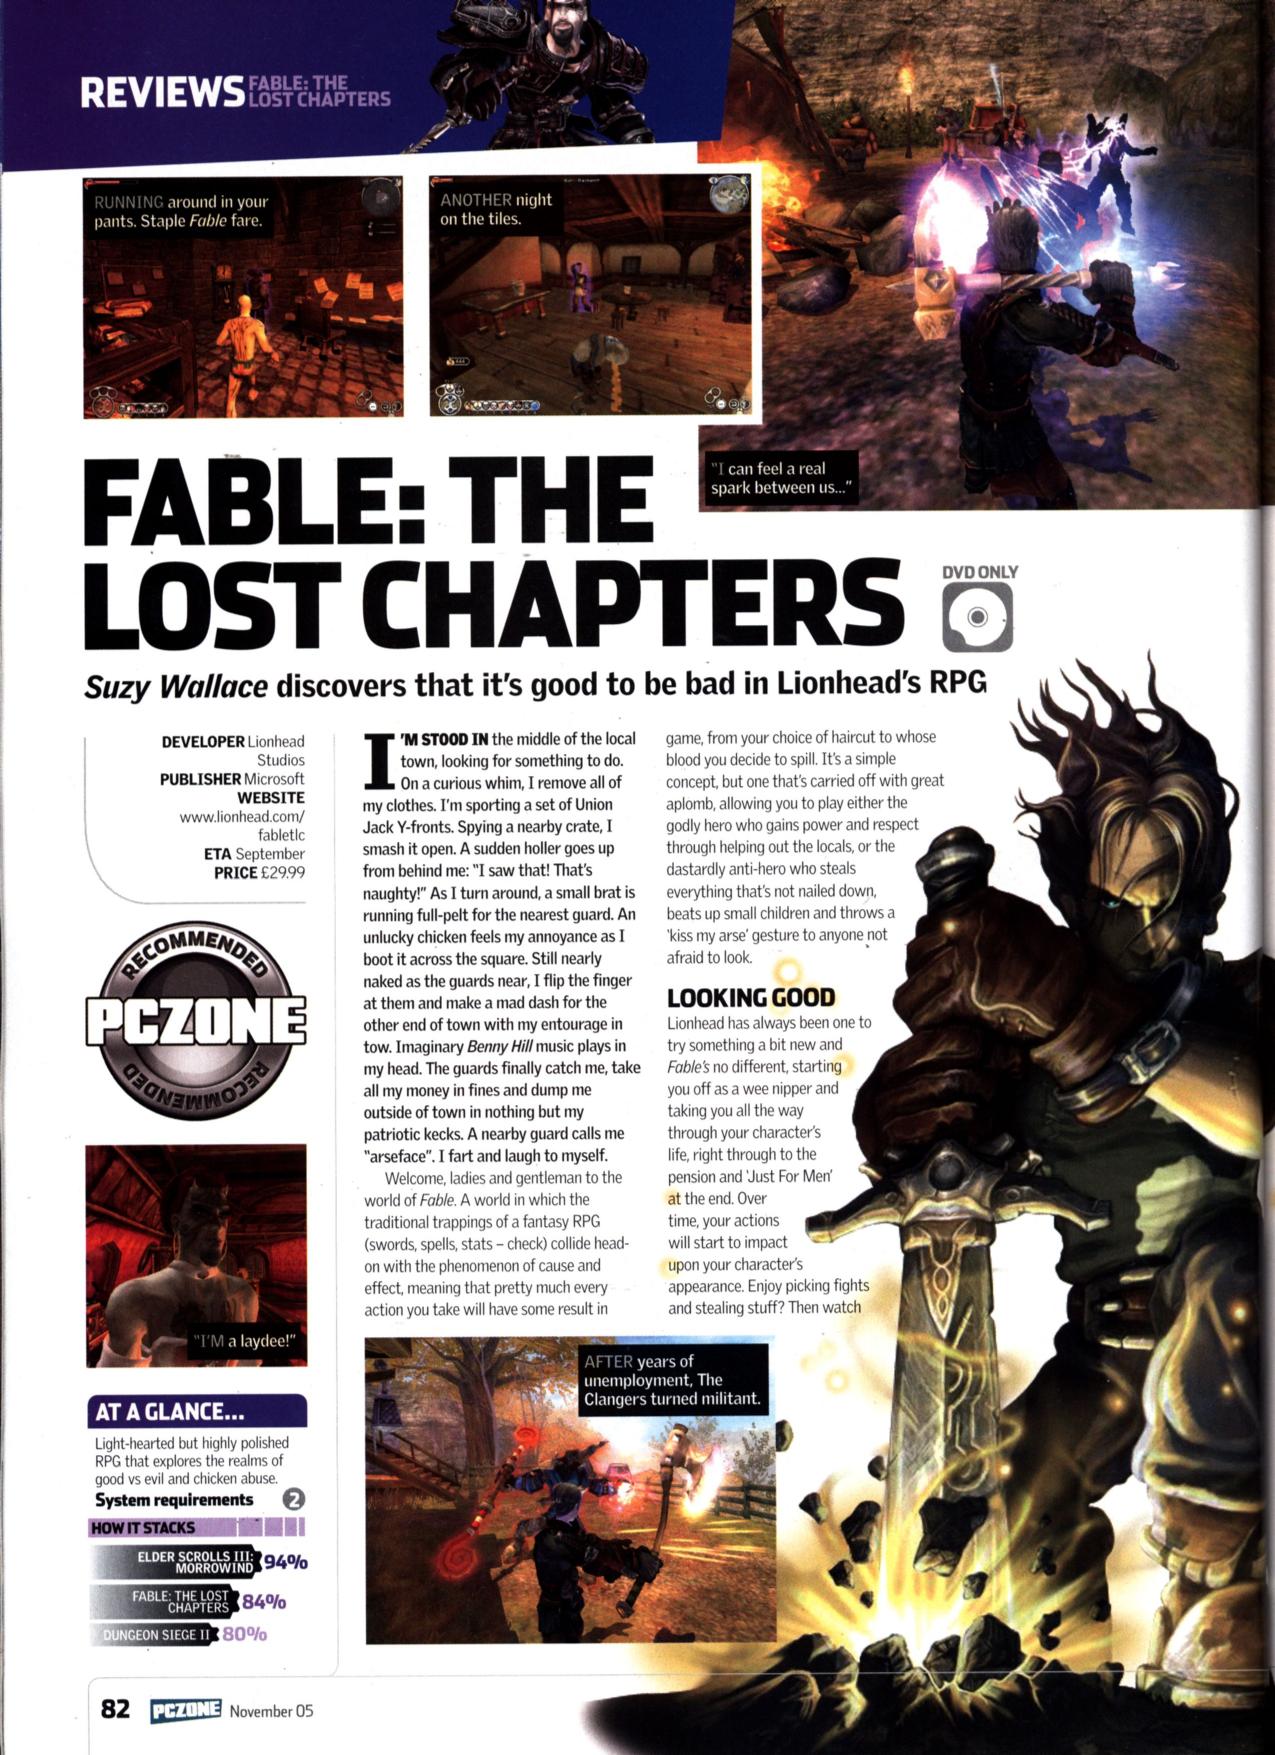 REVIEWS FABLE: THE
LOST CHAPTERS
RUNNING around in your
pants. Staple Fable fare.
ANOTHER night
on the tiles.
"I can feel a real
spark between us..."
FABLE: THE
LOST CHAPTERS
DVD ONLY
Suzy Wallace discovers that it's good to be bad in Lionhead's RPG
DEVELOPER Lionhead
Studios
PUBLISHER Microsoft
WEBSITE
www.lionhead.com/
fabletlc
ETA September
PRICE £29.99
RECOMMENDED
PCZONE
RECOMMENDED
"I'M a laydee!"
AT A GLANCE...
Light-hearted but highly polished
RPG that explores the realms of
good vs evil and chicken abuse.
System requirements 2
HOW IT STACKS
ELDER SCROLLS III:
MORROWIND 94%
FABLE: THE LOST
CHAPTERS 84%
DUNGEON SIEGE II 80%
I'M STOOD IN the middle of the local
town, looking for something to do.
On a curious whim, I remove all of
my clothes. I'm sporting a set of Union
Jack Y-fronts. Spying a nearby crate, I
smash it open. A sudden holler goes up
from behind me: "I saw that! That's
naughty!" As I turn around, a small brat is
running full-pelt for the nearest guard. An
unlucky chicken feels my annoyance as I
boot it across the square. Still nearly
naked as the guards near, I flip the finger
at them and make a mad dash for the
other end of town with my entourage in
tow. Imaginary Benny Hill music plays in
my head. The guards finally catch me, take
all my money in fines and dump me
outside of town in nothing but my
patriotic kecks. A nearby guard calls me
"arseface". I fart and laugh to myself.
Welcome, ladies and gentleman to the
world of Fable. A world in which the
traditional trappings of a fantasy RPG
(swords, spells, stats – check) collide head-
on with the phenomenon of cause and
effect, meaning that pretty much every
action you take will have some result in
game, from your choice of haircut to whose
blood you decide to spill. It's a simple
concept, but one that's carried off with great
aplomb, allowing you to play either the
godly hero who gains power and respect
through helping out the locals, or the
dastardly anti-hero who steals
everything that's not nailed down,
beats up small children and throws a
'kiss my arse' gesture to anyone not
afraid to look.
LOOKING GOOD
Lionhead has always been one to
try something a bit new and
Fable's no different, starting
you off as a wee nipper and
taking you all the way
through your character's
life, right through to the
pension and 'Just For Men'
at the end. Over
time, your actions
will start to impact
upon your character's
appearance. Enjoy picking fights
and stealing stuff? Then watch
AFTER years of
unemployment, The
Clangers turned militant.
82 PCZONE November 05